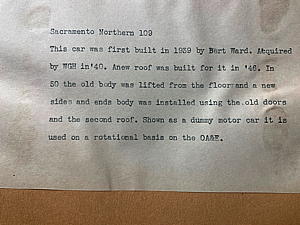 Sacramento Northern 109
This car was first built in 1939 by Bert Ward. Acquired
by WGH in'40. Anew roof was built for it in '46. In
50 the old body was lifted from the floor and a new
sides and ends body was installed using the old doors
and the second roof. Shown as a dummy motor car it is
used on a rotational basis on the OA&E.